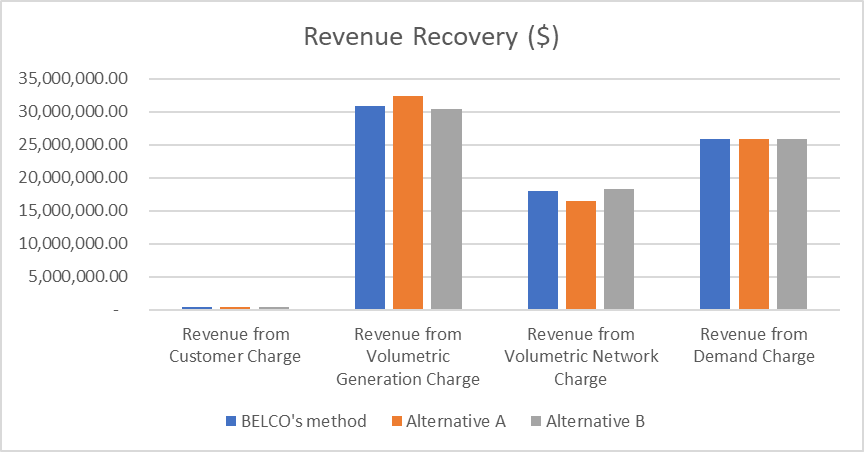 Revenue Recovery ($)
35,000,000.00
30,000,000.00
25,000,000.00
20,000,000.00
15,000,000.00
10,000,000.00
5,000,000.00
-
Revenue from
Customer Charge
Revenue from
Volumetric
Generation Charge
Revenue from
Volumetric Network
Charge
Revenue from
Demand Charge
BELCO's method
Alternative A
Alternative B